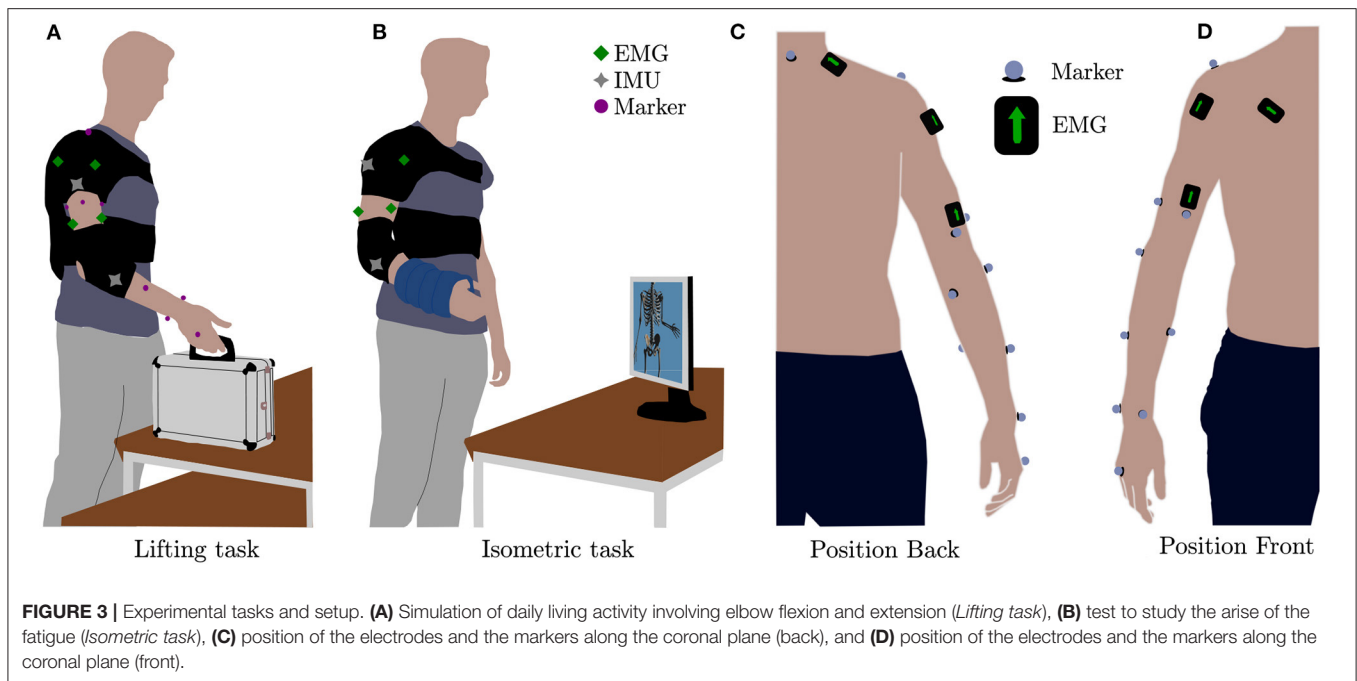 A
B
C
D
EMG
IMU
Marker
Marker
EMG
Lifting task
Isometric task
Position Back
Position Front
FIGURE 3 | Experimental tasks and setup. (A) Simulation of daily living activity involving elbow flexion and extension (Lifting task), (B) test to study the arise of the
fatigue (Isometric task), (C) position of the electrodes and the markers along the coronal plane (back), and (D) position of the electrodes and the markers along the
coronal plane (front).